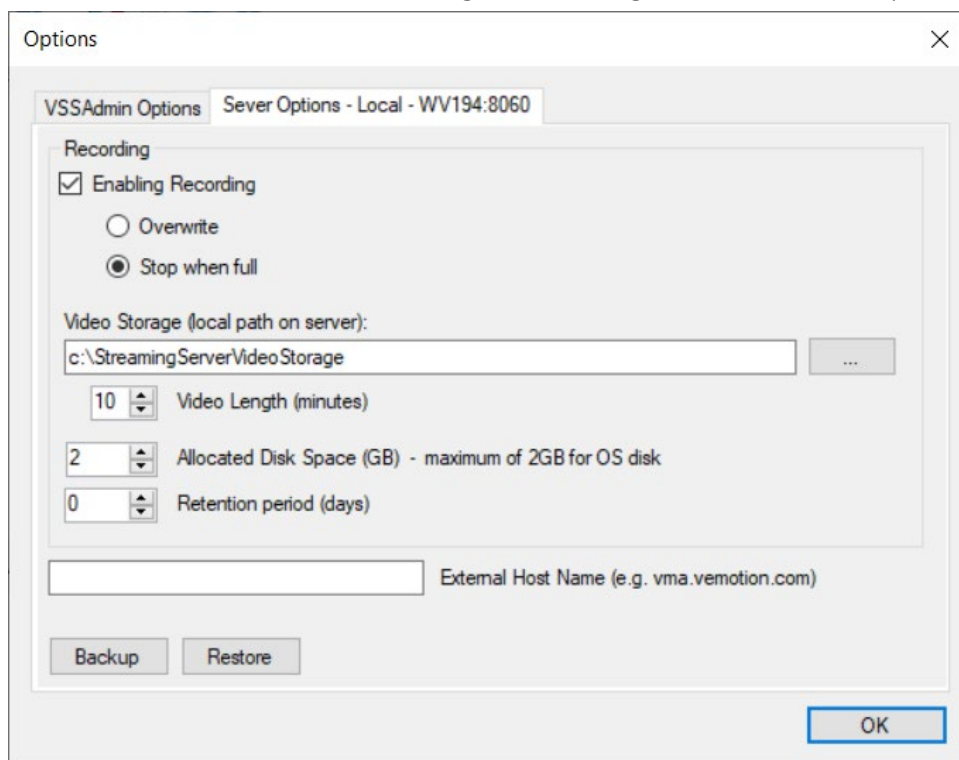 Options
VSSAdmin Options Sever Options - Local - WV194:8060
Recording
Enabling Recording
Overwrite
Stop when full
Video Storage (local path on server):
c:\StreamingServerVideoStorage ...
10 Video Length (minutes)
2 Allocated Disk Space (GB) - maximum of 2GB for OS disk
0 Retention period (days)
External Host Name (e.g. vma.vemotion.com)
Backup Restore
OK